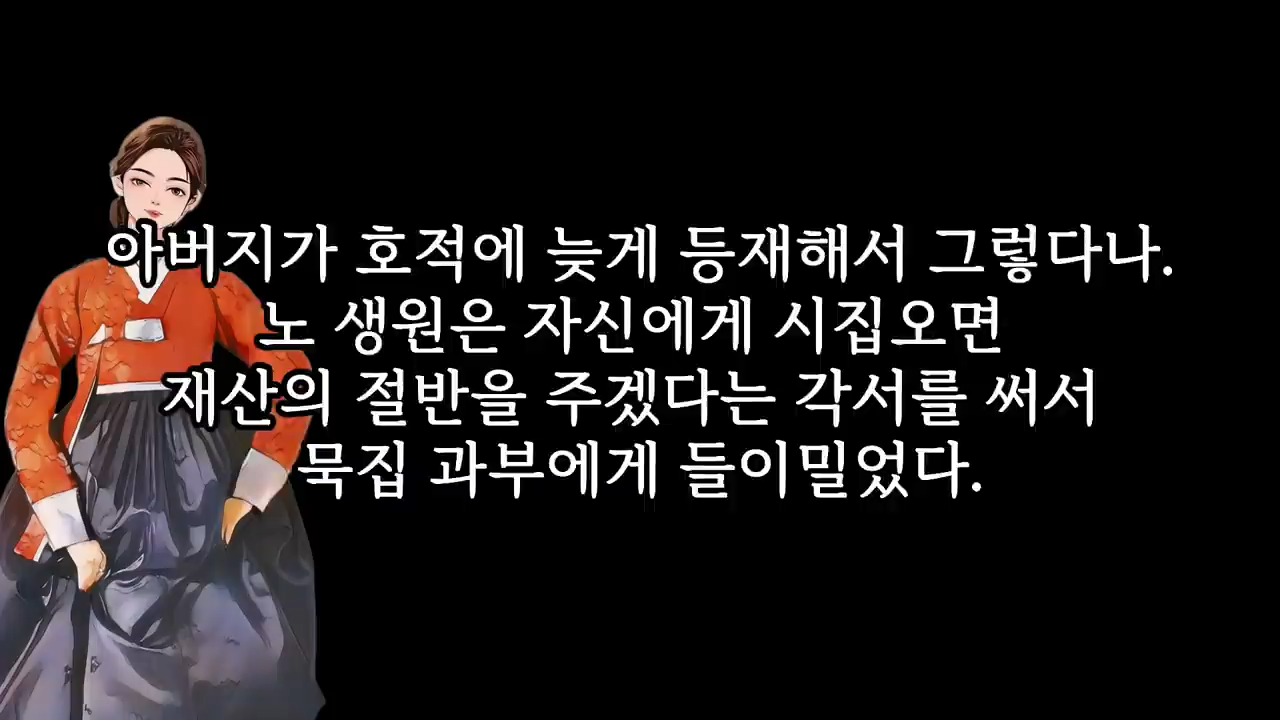 아버지가 호적에 늦게 등재해서 그렇다나.
노 생원은 자신에게 시집오면
재산의 절반을 주겠다는 각서를 써서
묵집 과부에게 들이밀었다.